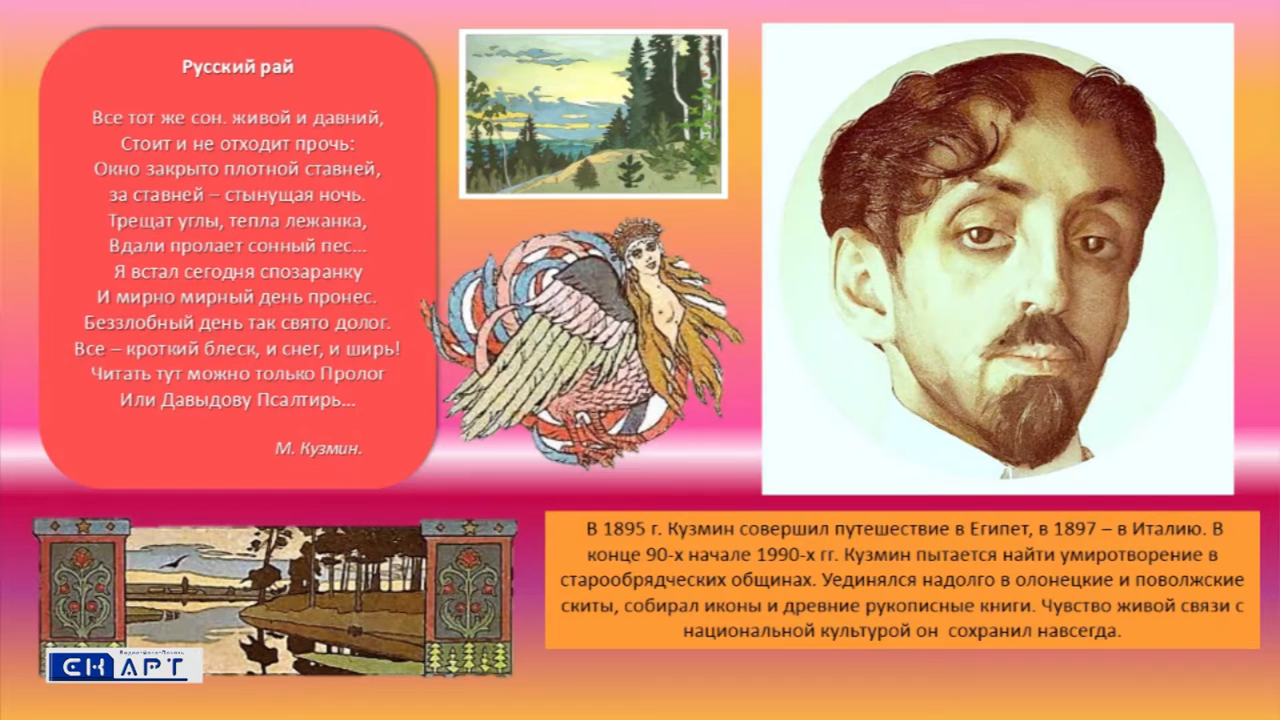 Русский рай
Все тот же сон. живой и давний,
Стоит и не отходит прочь:
Окно закрыто плотной ставней,
за ставней – стынущая ночь.
Трещат углы, тепла лежанка,
Вдали пролает сонный пес...
Я встал сегодня спозаранку
И мирно мирный день пронес.
Беззлобный день так свято долог.
Все – кроткий блеск, и снег, и ширь!
Читать тут можно только Пролог
Или Давыдову Псалтирь...
М. Кузмин.
В 1895 г. Кузмин совершил путешествие в Египет, в 1897 – в Италию. В
конце 90-х начале 1990-х гг. Кузмин пытается найти умиротворение в
старообрядческих общинах. Уединялся надолго в олонецкие и поволжские
скиты, собирал иконы и древние рукописные книги. Чувство живой связи с
национальной культурой он сохранил навсегда.
СК АРТ